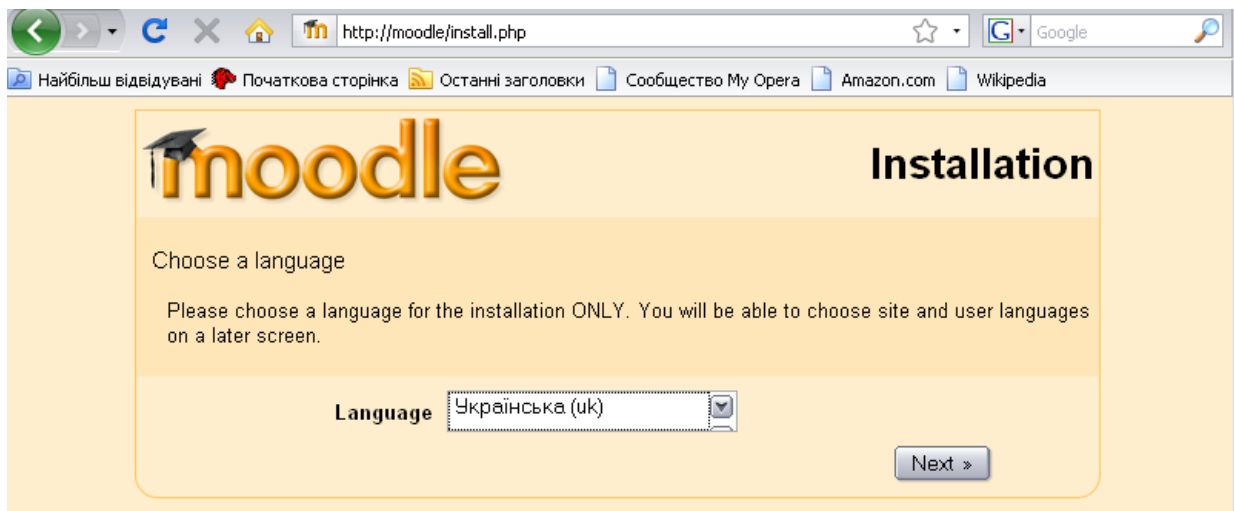 http://moodle/install.php
Google
Найбільш відвідувані Початкова сторінка Останні заголовки Сообщество My Opera Amazon.com Wikipedia
moodle
Installation
Choose a language
Please choose a language for the installation ONLY. You will be able to choose site and user languages
on a later screen.
Language Українська (uk)
Next »